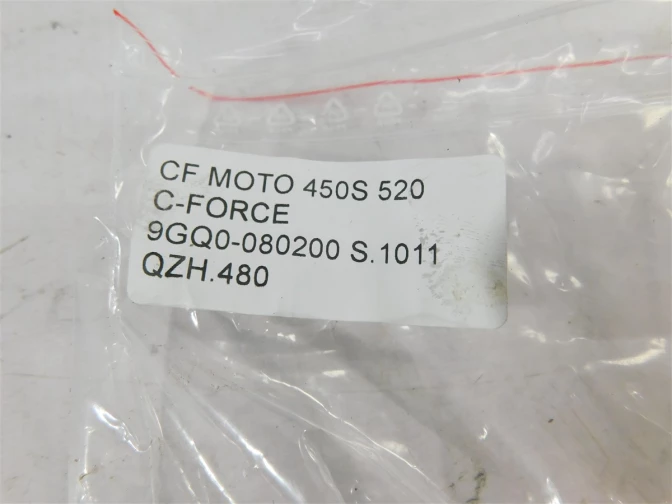 CF MOTO 450S 520
C-FORCE
9GQ0-080200 S.1011
QZH.480